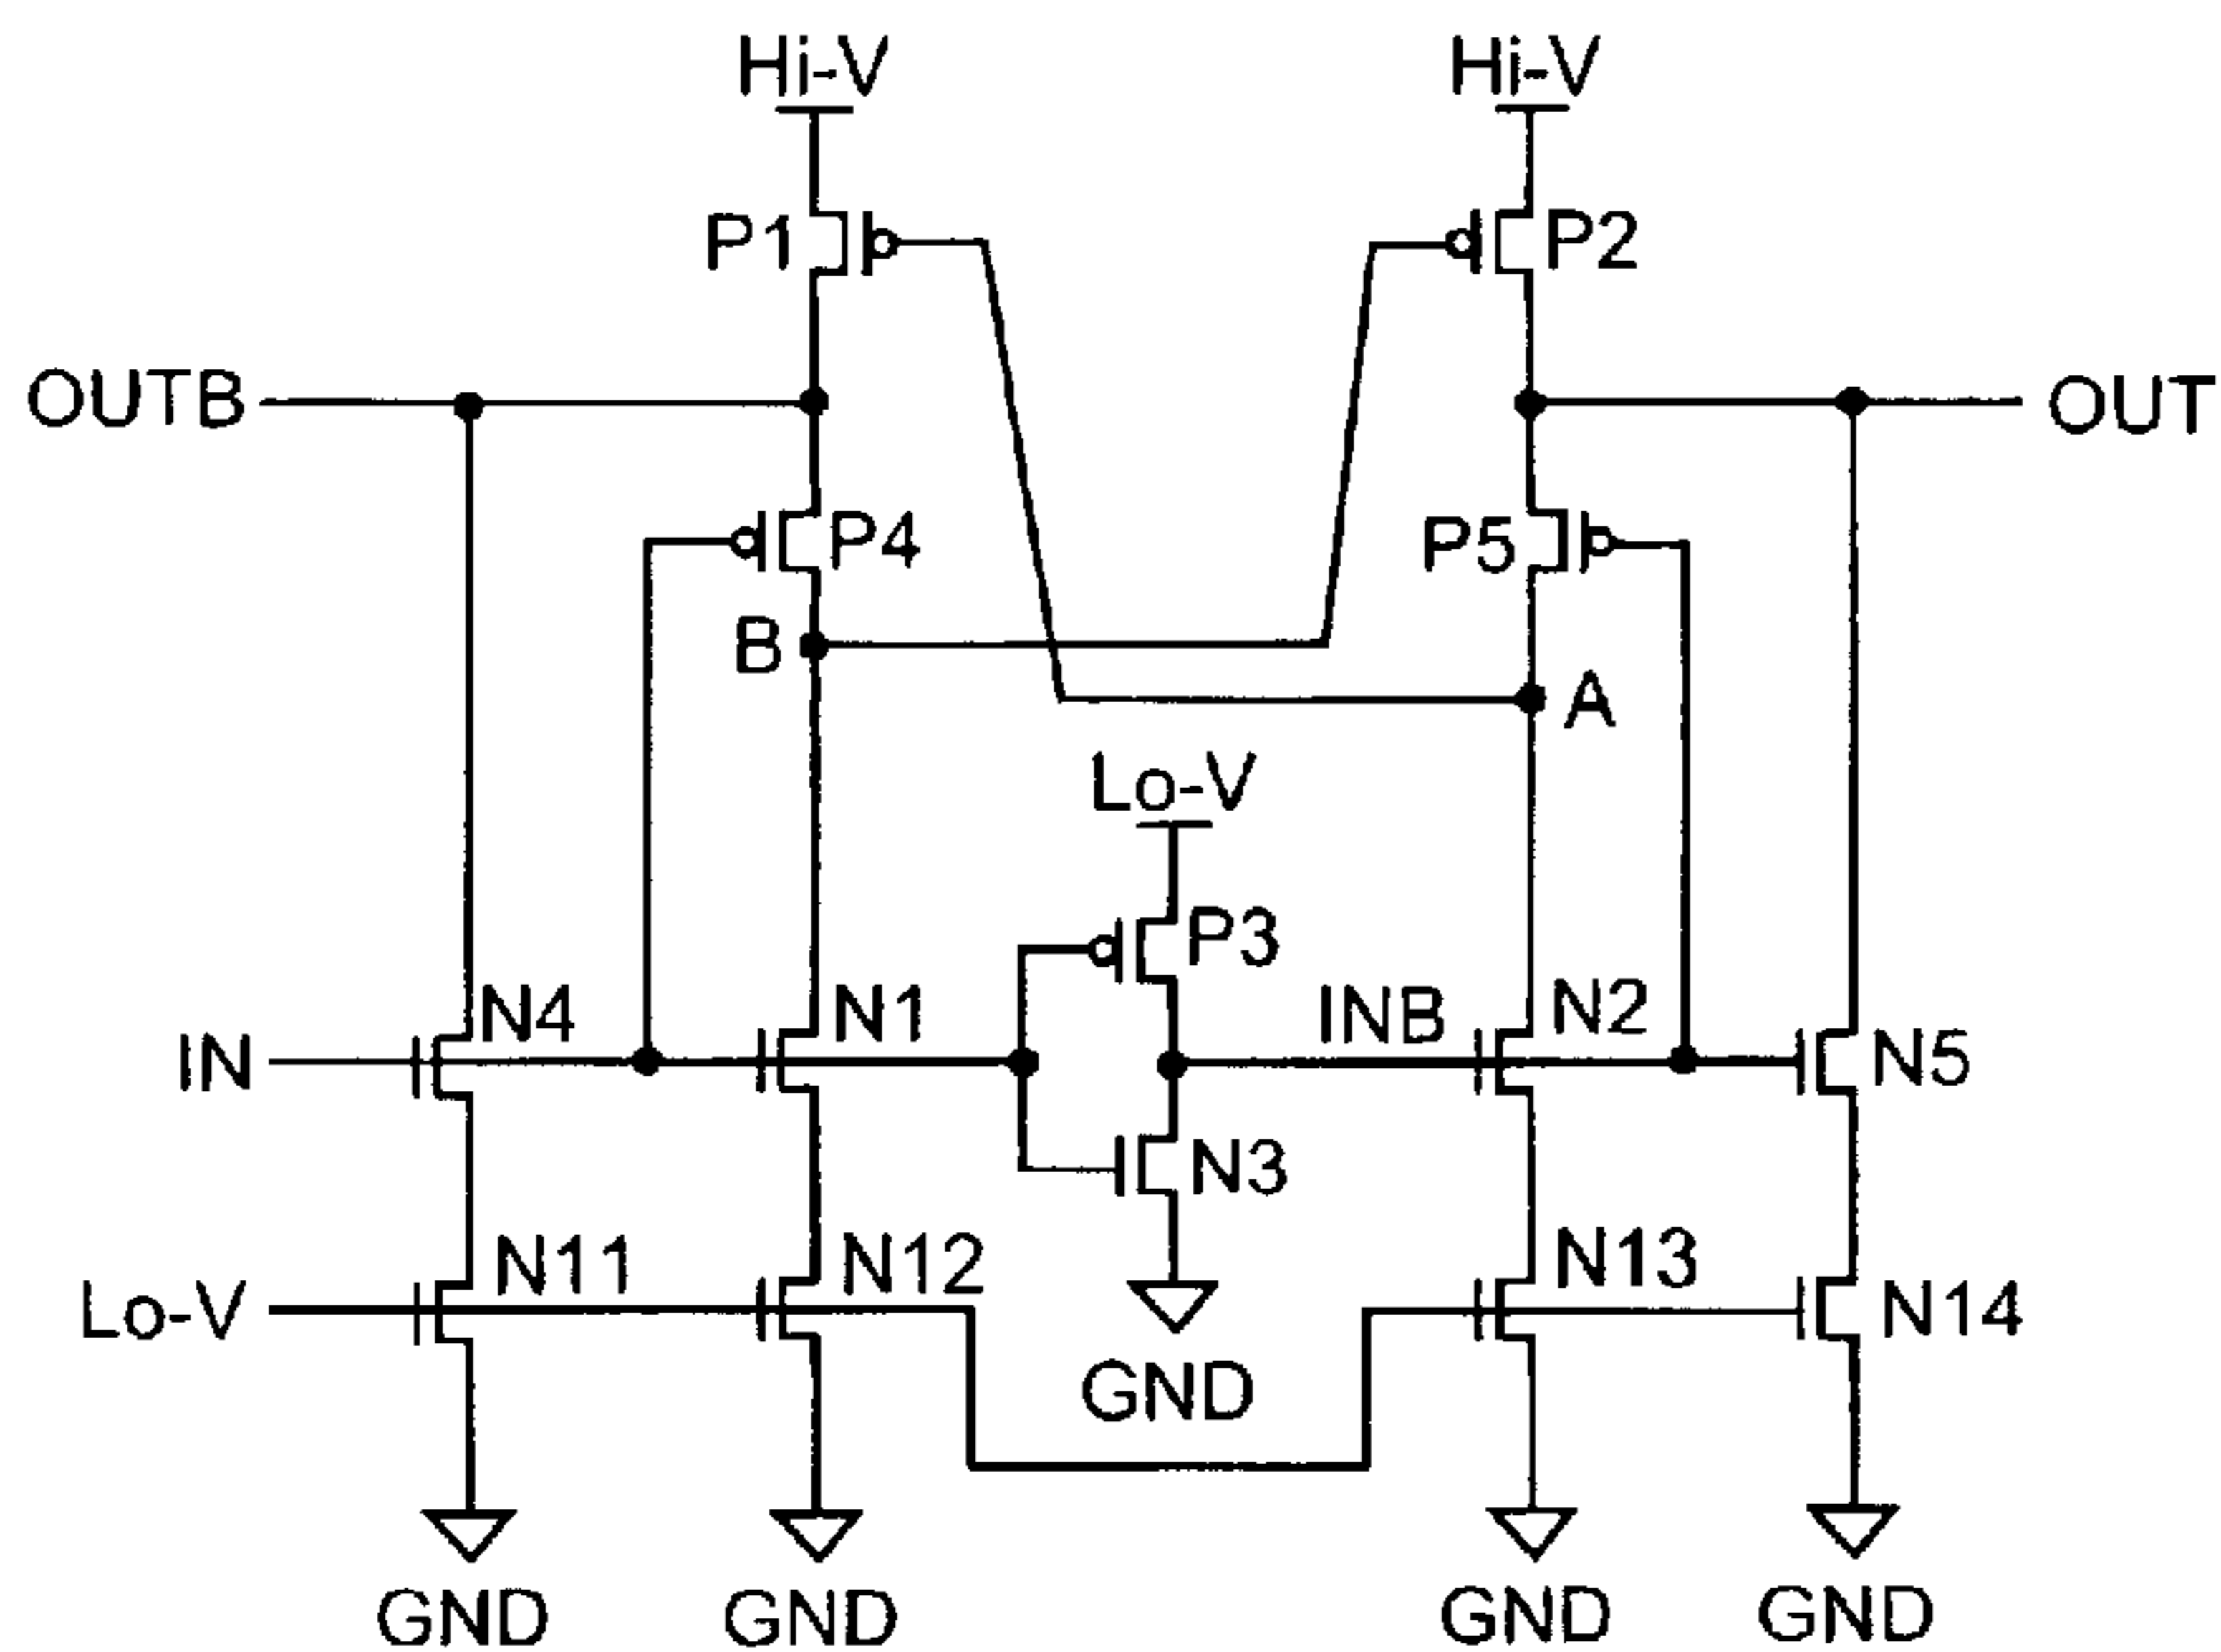 Hi-V
Hi-V
P1
P2
OUTB
OUT
P4
P5
B
A
Lo-V
P3
N4
N1
INB
N2
IN
N5
N3
N11
N12
N13
Lo-V
N14
GND
GND
GND
GND
GND